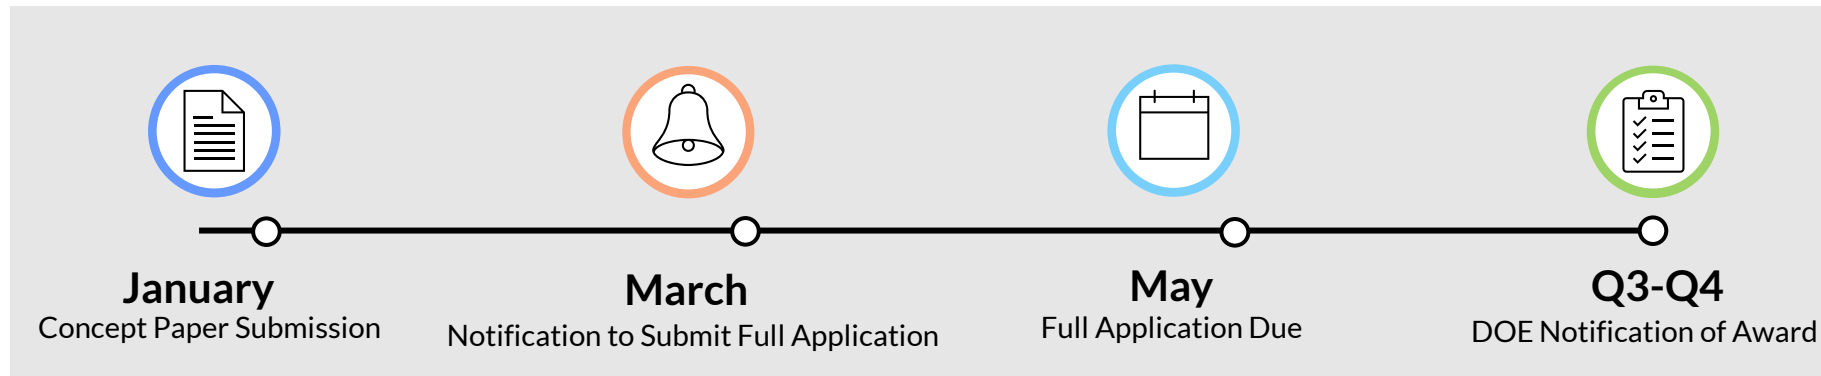 January
Concept Paper Submission
March
Notification to Submit Full Application
May
Full Application Due
Q3-Q4
DOE Notification of Award